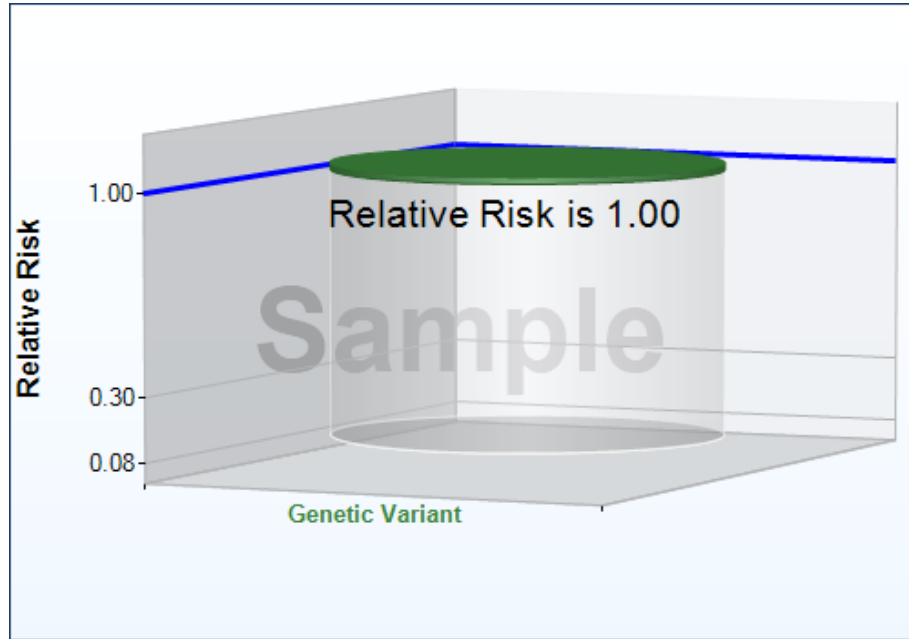 1.00
Relative Risk is 1.00
Relative Risk
Sample
0.30
0.08
Genetic Variant